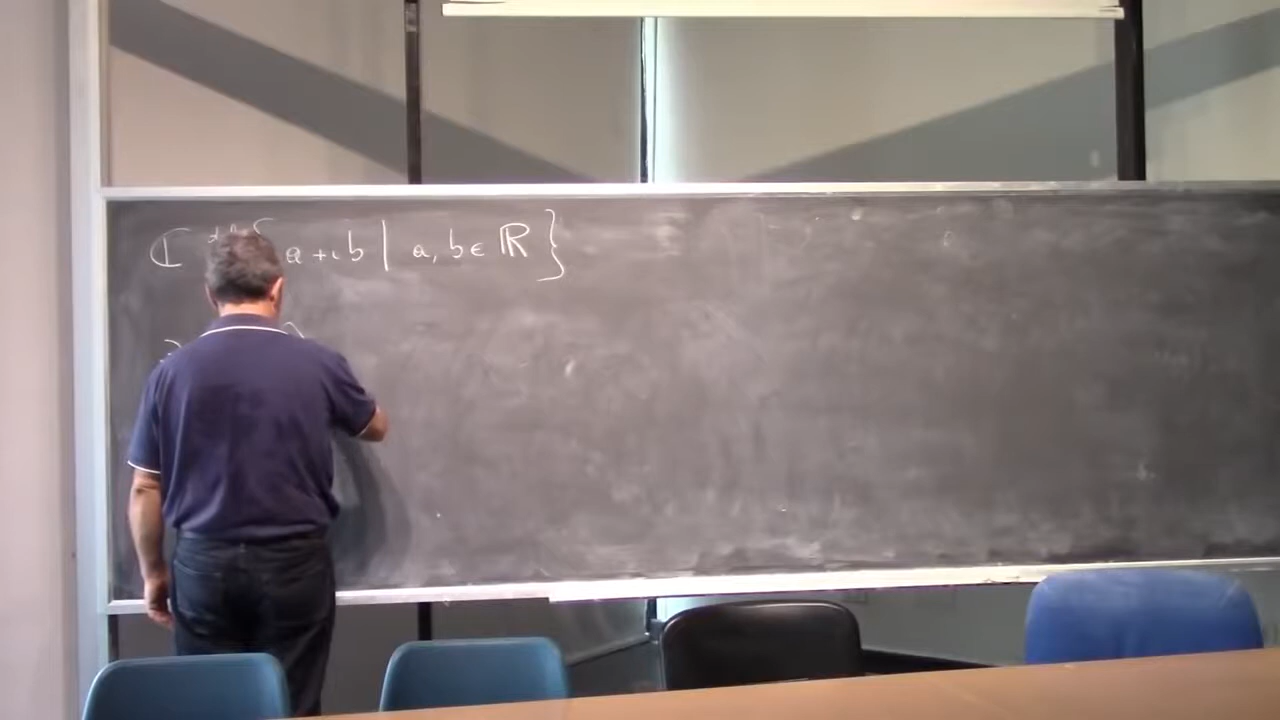 ℂ { a+ib | a, b ∈ ℝ }